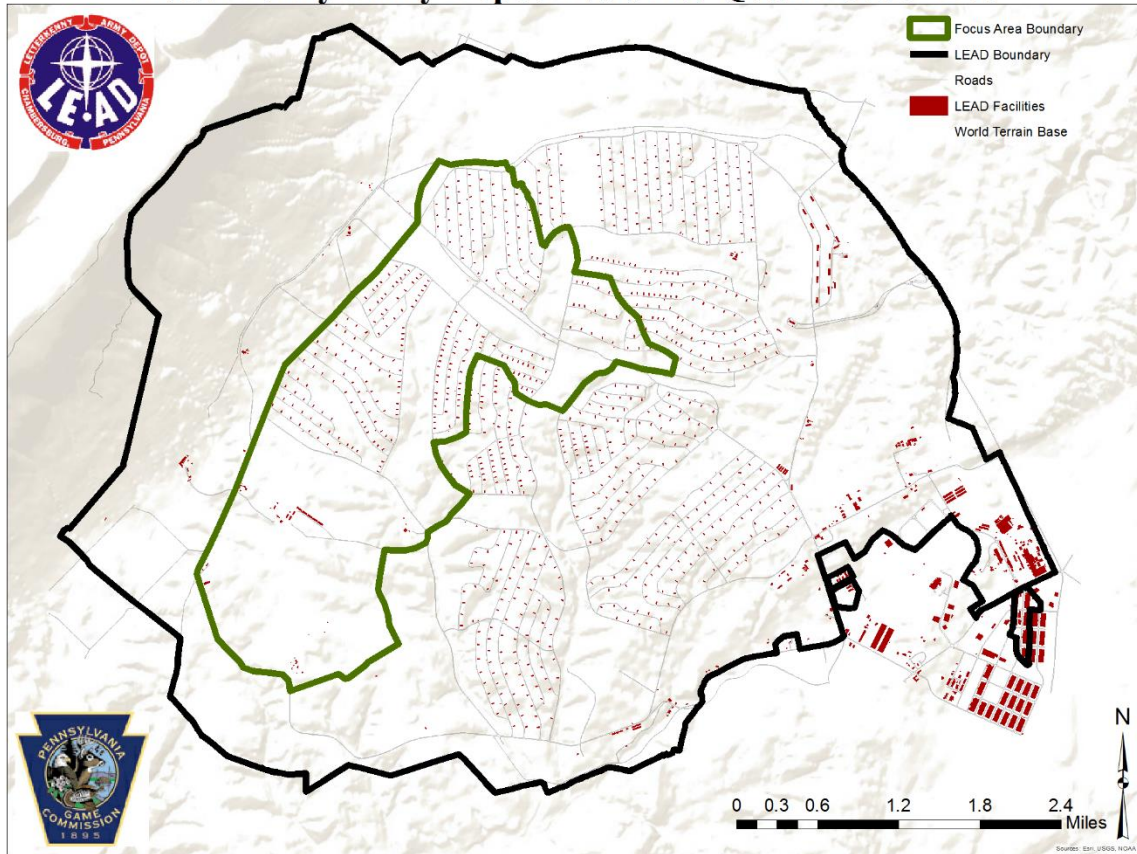 LETTERKENNY ARMY DEPOT
LE·AD
CHAMBERSBURG, PENNSYLVANIA
Focus Area Boundary
LEAD Boundary
Roads
LEAD Facilities
World Terrain Base
PENNSYLVANIA
GAME
COMMISSION
1895
N
0 0.3 0.6 1.2 1.8 2.4
Miles
Sources: Esri, USGS, NOAA